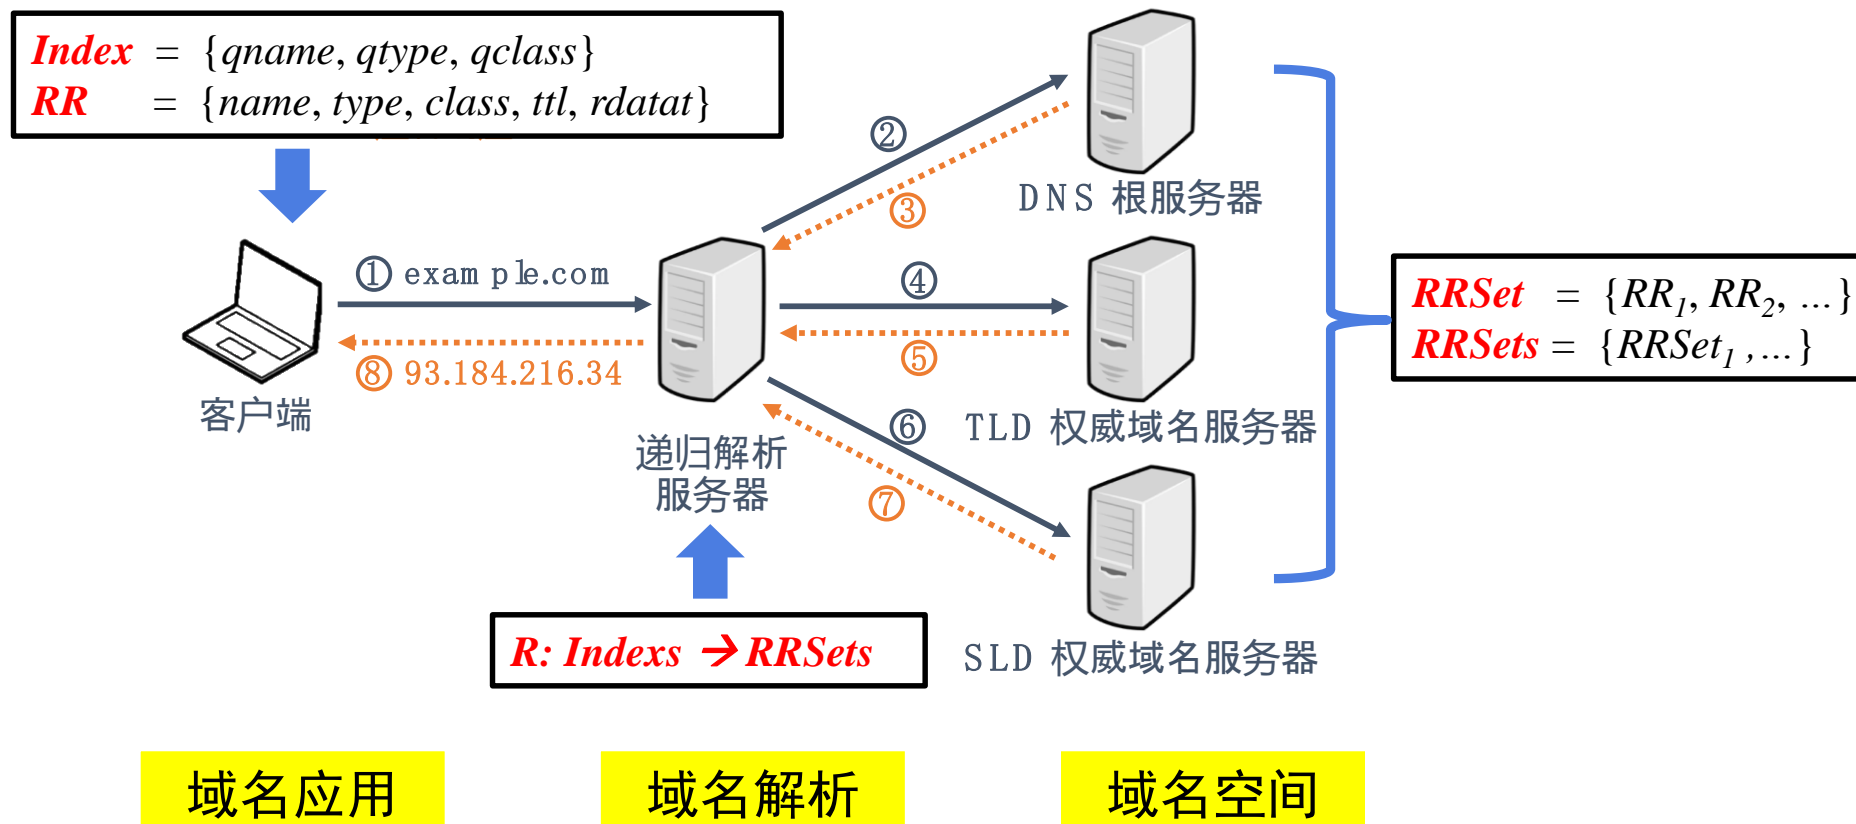 Index = {qname, qtype, qclass}
RR = {name, type, class, ttl, rdatat}
②
③
DNS 根服务器
① example.com
④
⑤
⑧ 93.184.216.34
客户端
RRSet = {RR1, RR2, ...}
RRSets = {RRSet1 ,...}
⑥
TLD 权威域名服务器
递归解析
服务器
⑦
R: Indexs → RRSets
SLD 权威域名服务器
域名应用
域名解析
域名空间